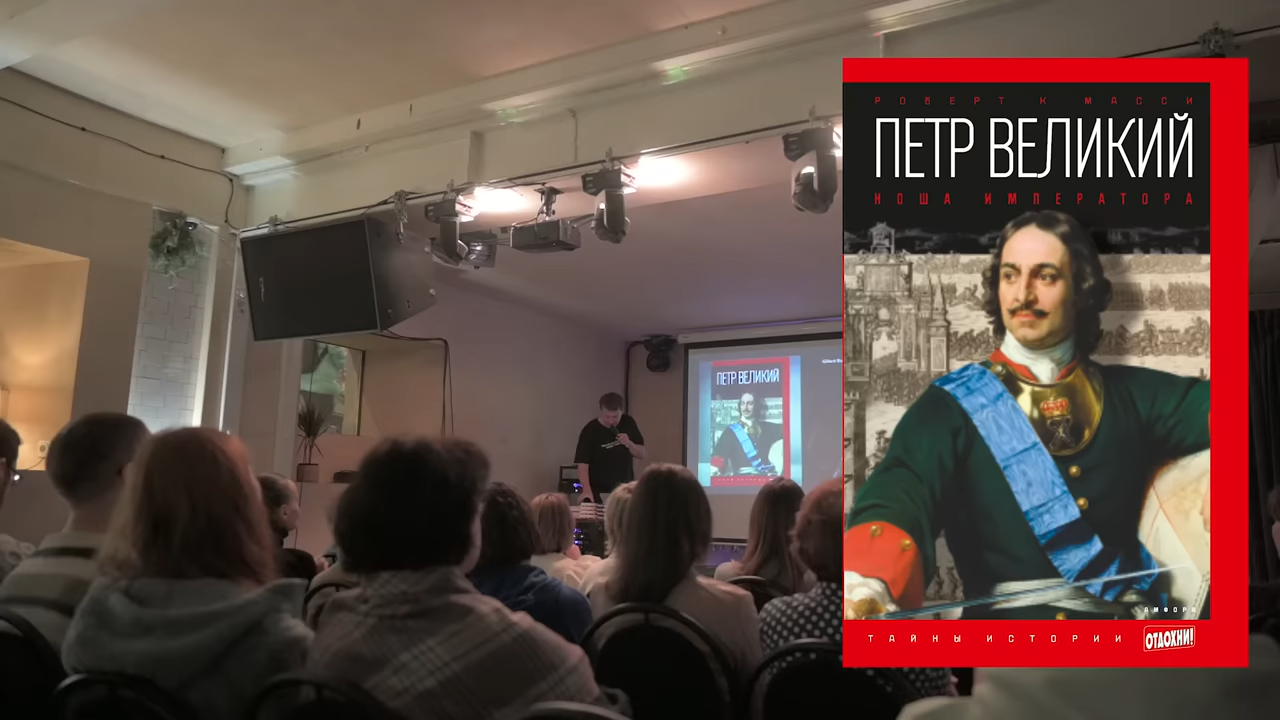 РОБЕРТ К МАССИ
ПЕТР ВЕЛИКИЙ
НОША ИМПЕРАТОРА
АМФОРА
ТАЙНЫ ИСТОРИИ
ОТДОХНИ!
ПЕТР ВЕЛИКИЙ